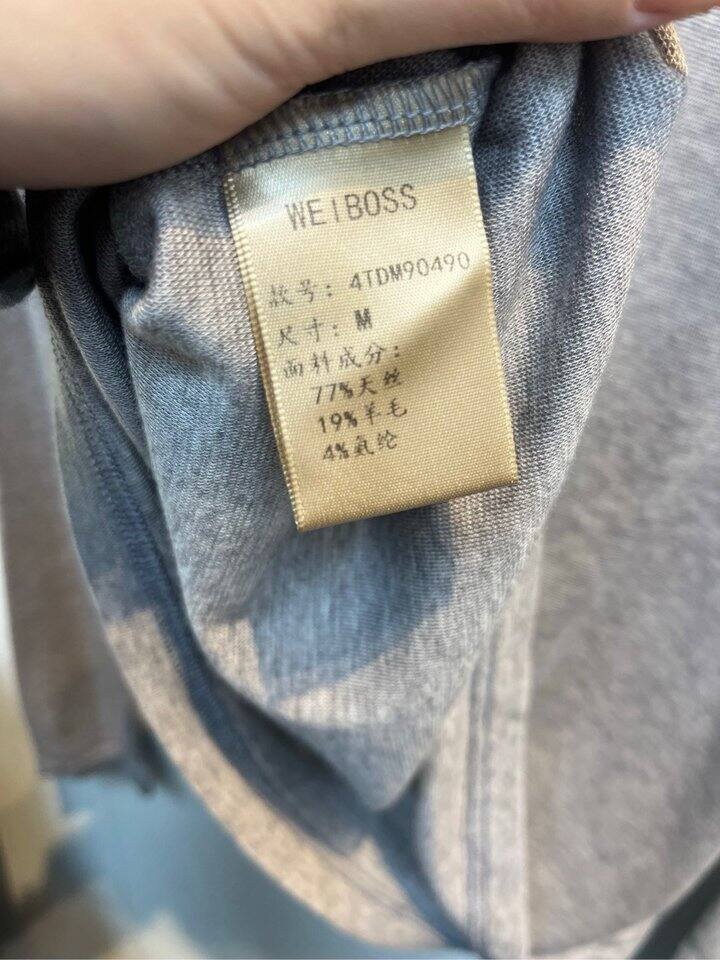 WEIBOSS
款号: 4TDM90490
尺寸: M
面料成分:
77%天丝
19%羊毛
4%氨纶